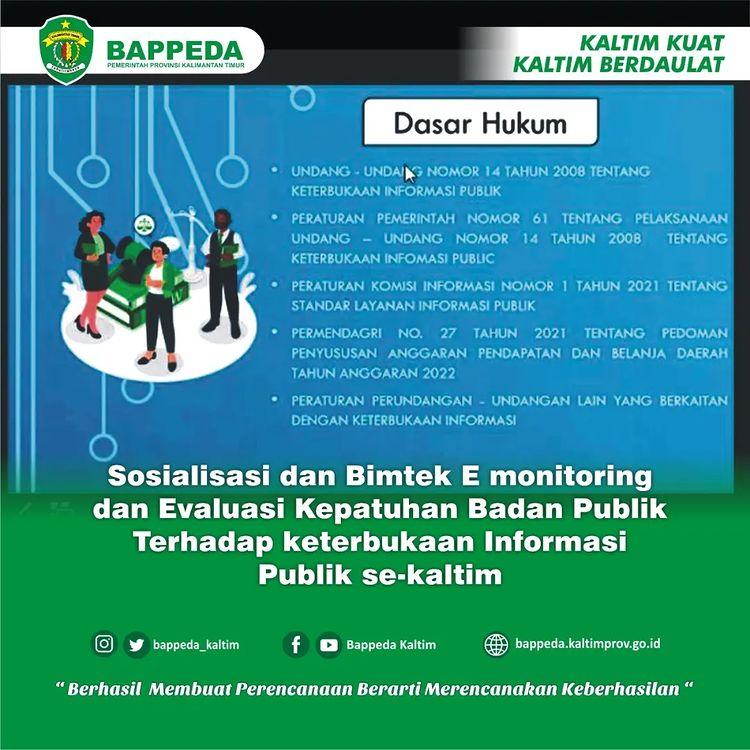 BAPPEDA
PEMERINTAH PROVINSI KALIMANTAN TIMUR
KALTIM KUAT
KALTIM BERDAULAT
Dasar Hukum
• UNDANG - UNDANG NOMOR 14 TAHUN 2008 TENTANG
KETERBUKAAN INFORMASI PUBLIK
• PERATURAN PEMERINTAH NOMOR 61 TENTANG PELAKSANAAN
UNDANG – UNDANG NOMOR 14 TAHUN 2008 TENTANG
KETERBUKAAN INFOMASI PUBLIC
• PERATURAN KOMISI INFORMASI NOMOR 1 TAHUN 2021 TENTANG
STANDAR LAYANAN INFORMASI PUBLIK
• PERMENDAGRI NO. 27 TAHUN 2021 TENTANG PEDOMAN
PENYUSUSAN ANGGARAN PENDAPATAN DAN BELANJA DAERAH
TAHUN ANGGARAN 2022
• PERATURAN PERUNDANGAN - UNDANGAN LAIN YANG BERKAITAN
DENGAN KETERBUKAAN INFORMASI
Sosialisasi dan Bimtek E monitoring
dan Evaluasi Kepatuhan Badan Publik
Terhadap keterbukaan Informasi
Publik se-kaltim
bappeda_kaltim
Bappeda Kaltim
bappeda.kaltimprov.go.id
“ Berhasil Membuat Perencanaan Berarti Merencanakan Keberhasilan “